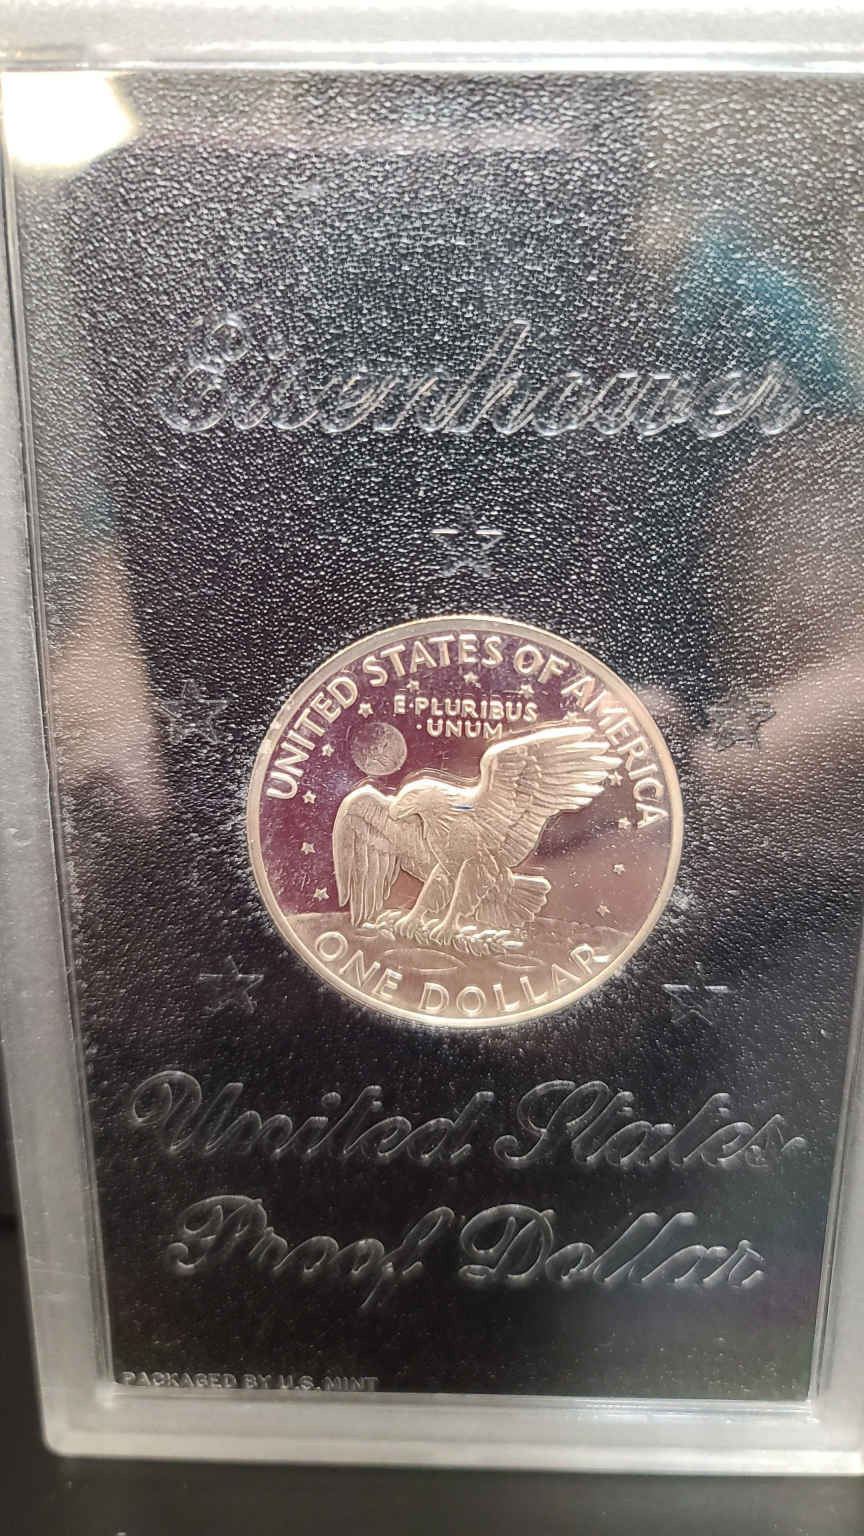 Eisenhower
UNITED STATES OF AMERICA
E·PLURIBUS
·UNUM·
ONE DOLLAR
United States
Proof Dollar
PACKAGED BY U.S. MINT